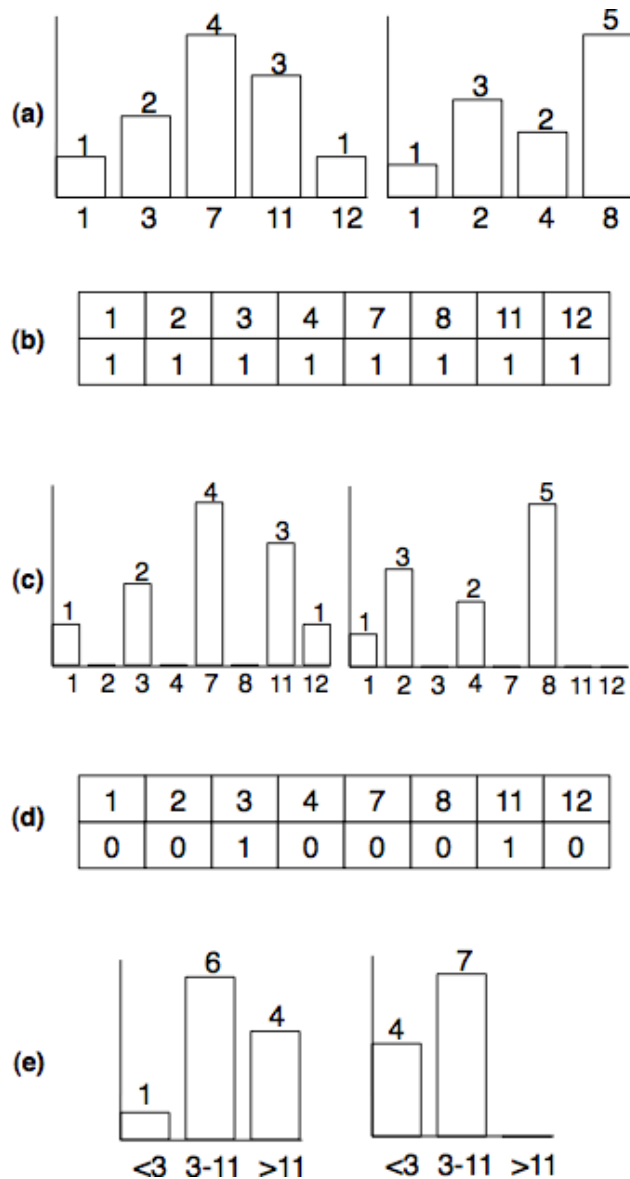 4 5
3 3
(a) 2 2
1 1 1
1 3 7 11 12 1 2 4 8
1 2 3 4 7 8 11 12
(b)
1 1 1 1 1 1 1 1
4 5
3 3
(c) 2 2
1 1 1
1 2 3 4 7 8 11 12 1 2 3 4 7 8 11 12
1 2 3 4 7 8 11 12
(d)
0 0 1 0 0 0 1 0
6 7
4 4
(e)
1
<3 3-11 >11 <3 3-11 >11